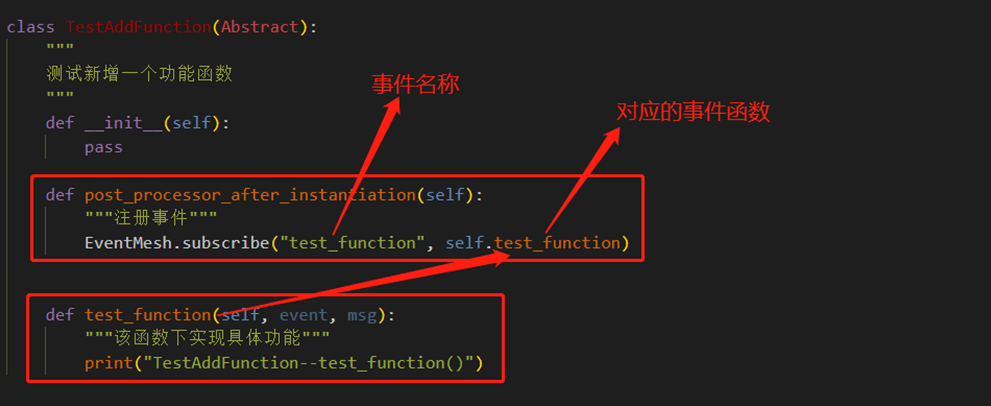 class TestAddFunction(Abstract):
"""
测试新增一个功能函数
"""
事件名称
对应的事件函数
def __init__(self):
pass
def post_processor_after_instantiation(self):
"""注册事件"""
EventMesh.subscribe("test_function", self.test_function)
def test_function(self, event, msg):
"""该函数下实现具体功能"""
print("TestAddFunction--test_function()")